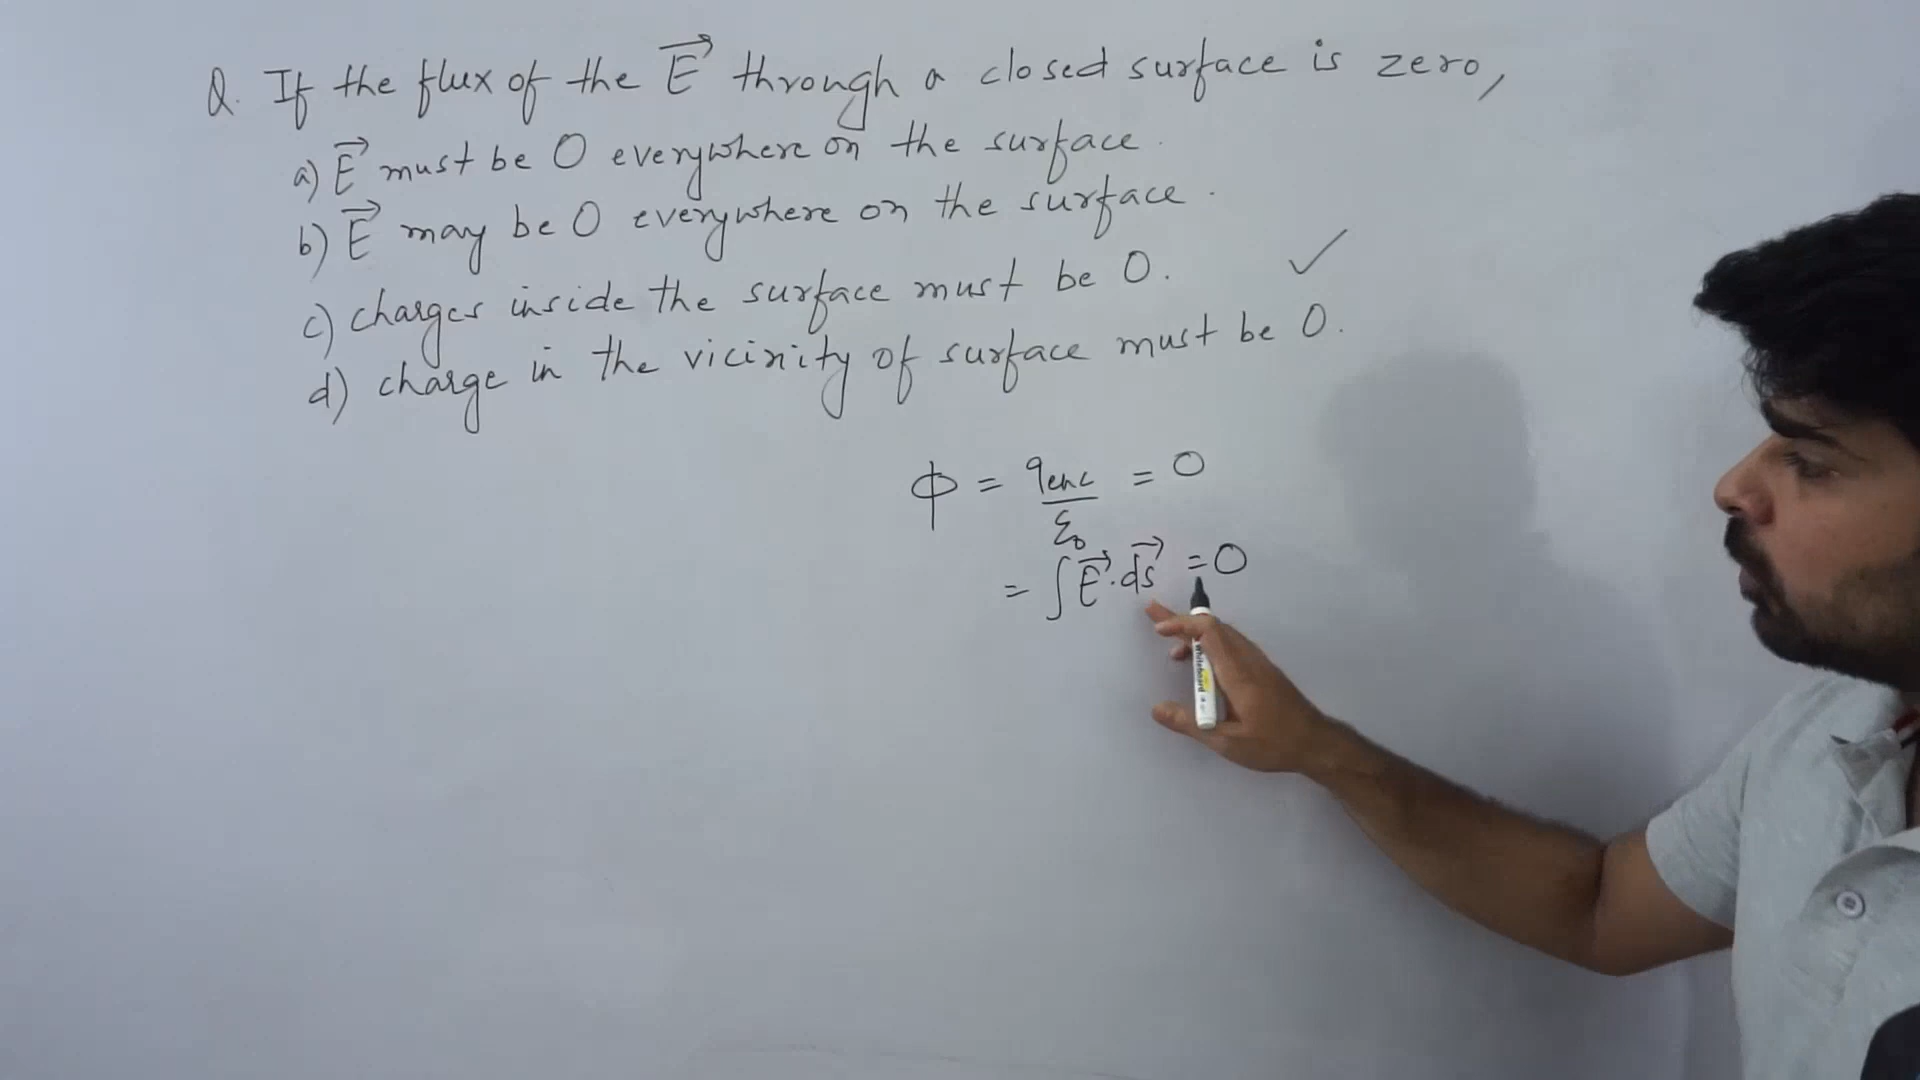 Q. If the flux of the E⃗ through a closed surface is zero,
a) E⃗ must be 0 everywhere on the surface.
b) E⃗ may be 0 everywhere on the surface.
c) charges inside the surface must be 0. ✓
d) charge in the vicinity of surface must be 0.
ϕ = qenc/ε0 = 0
= ∫E⃗.ds⃗ = 0
Whiteboard